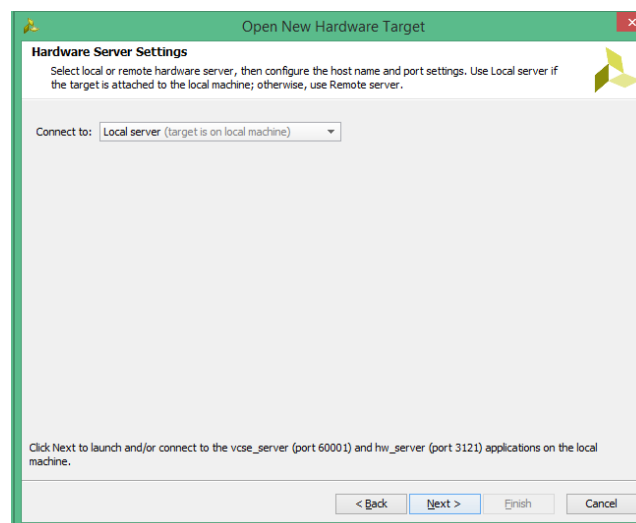 Open New Hardware Target
Hardware Server Settings
Select local or remote hardware server, then configure the host name and port settings. Use Local server if
the target is attached to the local machine; otherwise, use Remote server.
Connect to: Local server (target is on local machine)
Click Next to launch and/or connect to the vcse_server (port 60001) and hw_server (port 3121) applications on the local
machine.
< Back Next > Finish Cancel